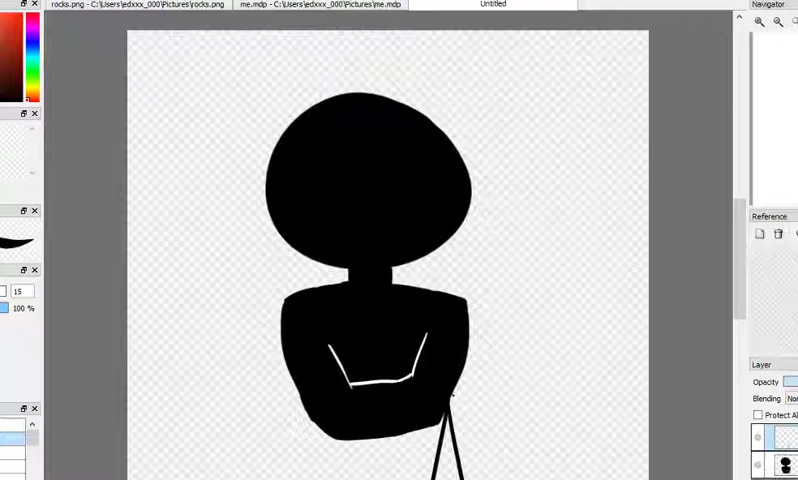 rocks.png - C:\Users\edxxx_000\Pictures\rocks.png
me.mdp - C:\Users\edxxx_000\Pictures\me.mdp
Untitled
Navigator
Reference
15
100 %
Layer
Opacity
Blending
Protect Al